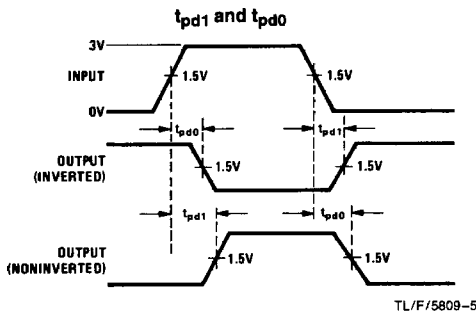 tpd1 and tpd0
3V
INPUT
1.5V
1.5V
0V
tpd0
tpd1
OUTPUT
(INVERTED)
1.5V
1.5V
tpd1
tpd0
OUTPUT
(NONINVERTED)
1.5V
1.5V
TL/F/5809-5